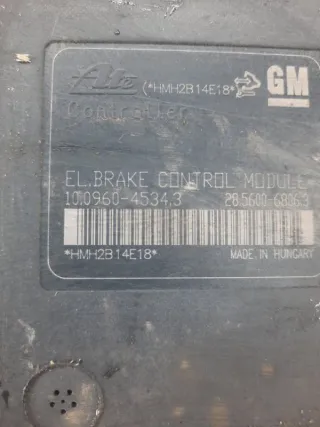 Ate (*HMH2B14E18* GM
Controller
EL.BRAKE CONTROL MODULE
10.0960-4534.3 28.5600-6806.3
*HMH2B14E18* MADE IN HUNGARY